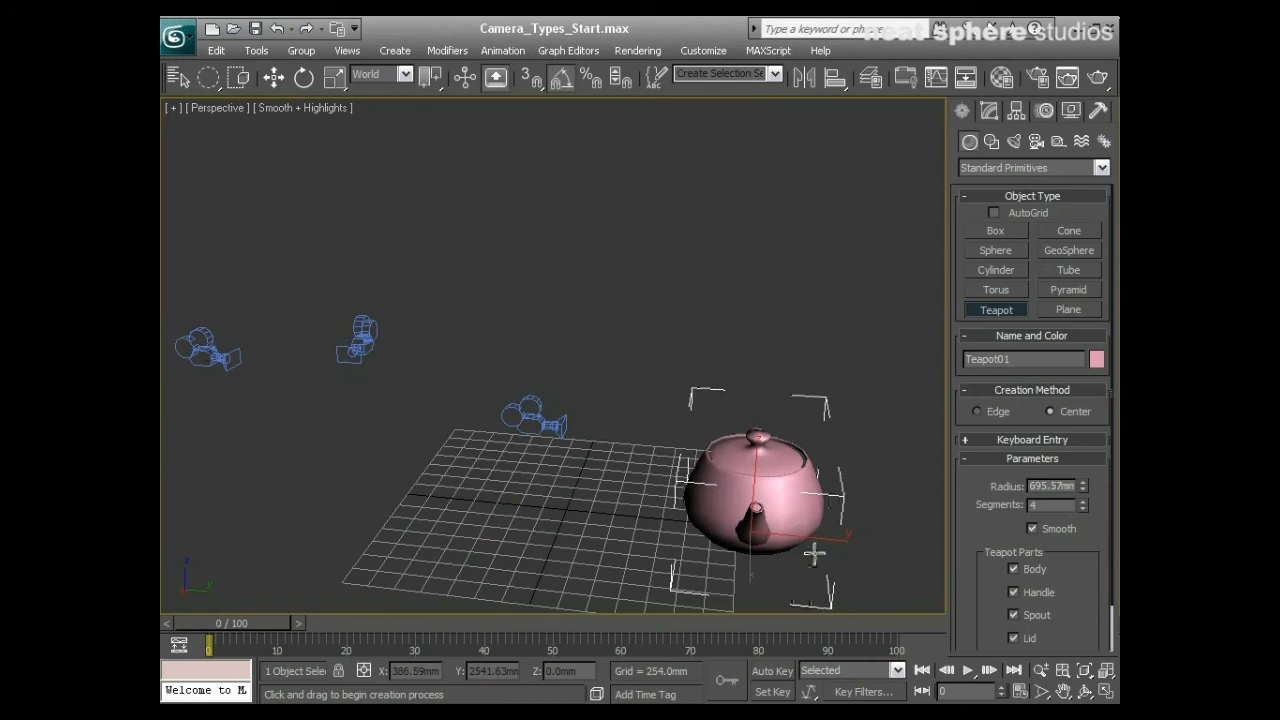 Camera_Types_Start.max
Type a keyword or phrase
sphere studios
Edit Tools Group Views Create Modifiers Animation Graph Editors Rendering Customize MAXScript Help
World
3
%
ABC
Create Selection Se
[ + ] [ Perspective ] [ Smooth + Highlights ]
Standard Primitives
- Object Type
AutoGrid
Box Cone
Sphere GeoSphere
Cylinder Tube
Torus Pyramid
Teapot Plane
- Name and Color
Teapot01
- Creation Method
Edge Center
+ Keyboard Entry
- Parameters
Radius: 695.57mm
Segments: 4
Smooth
Teapot Parts
Body
Handle
Spout
Lid
z
y
x
z
y
< 0 / 100 >
0 10 20 30 40 50 60 70 80 90 100
1 Object Sele X: 386.59mm Y: 2541.63mm Z: 0.0mm Grid = 254.0mm Auto Key Selected
Welcome to M
Click and drag to begin creation process Add Time Tag Set Key Key Filters... 0